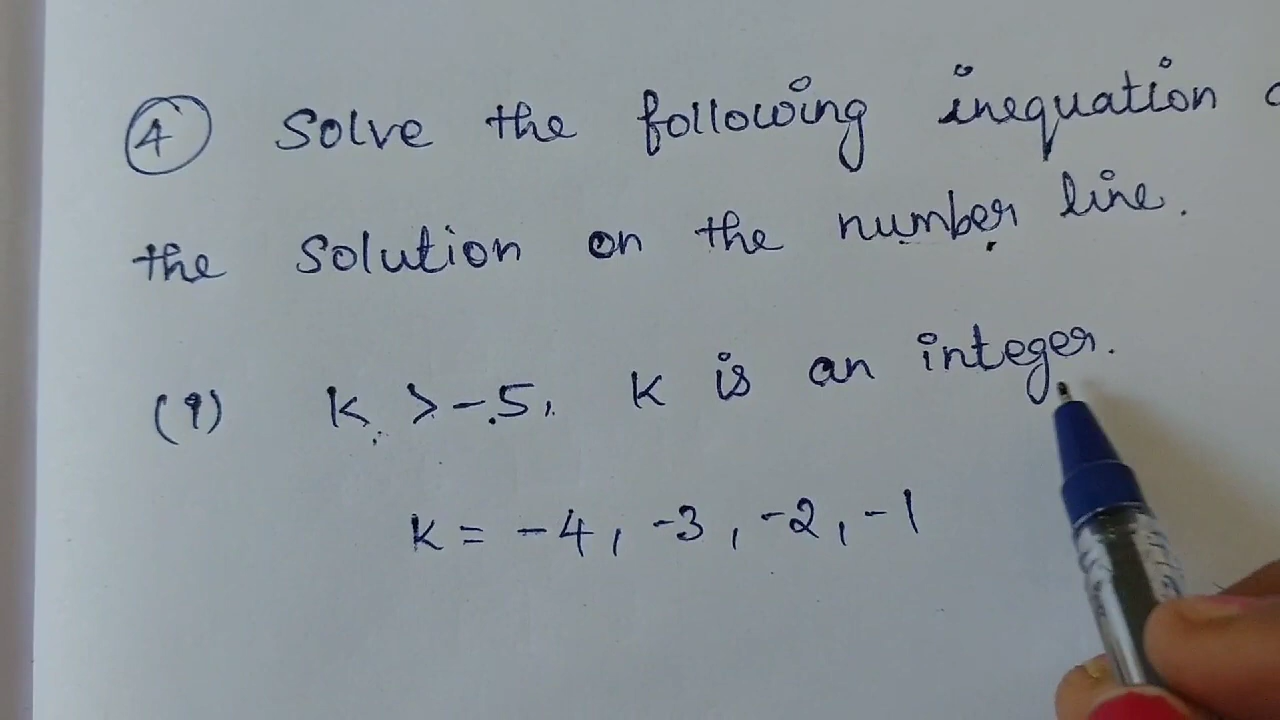 4 Solve the following inequation
the solution on the number line.
(i) K > -5, K is an integer.
K = -4, -3, -2, -1